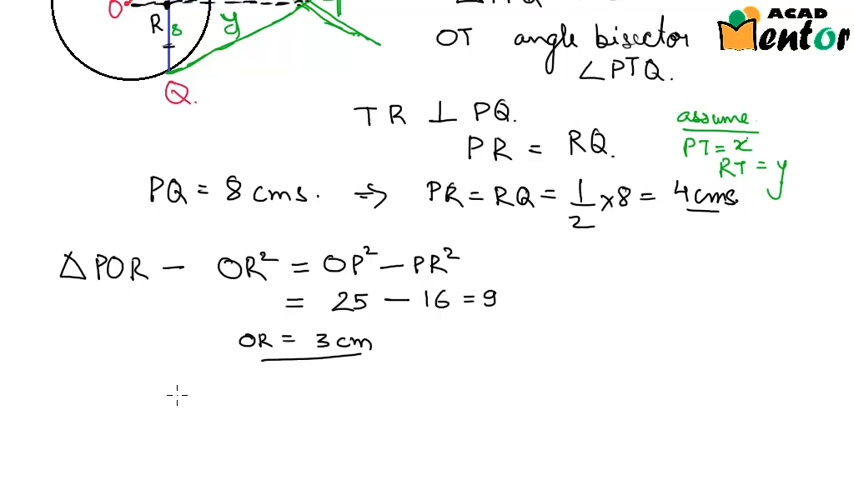 O
R
8
y
Q.
OT angle bisector
∠PTQ.
ACAD
Mentor
TR ⊥ PQ.
PR = RQ.
assume
PT = x
RT = y
PQ = 8 cms. ⇒ PR = RQ = 1/2 × 8 = 4 cms
△ POR − OR² = OP² − PR²
= 25 − 16 = 9
OR = 3 cm